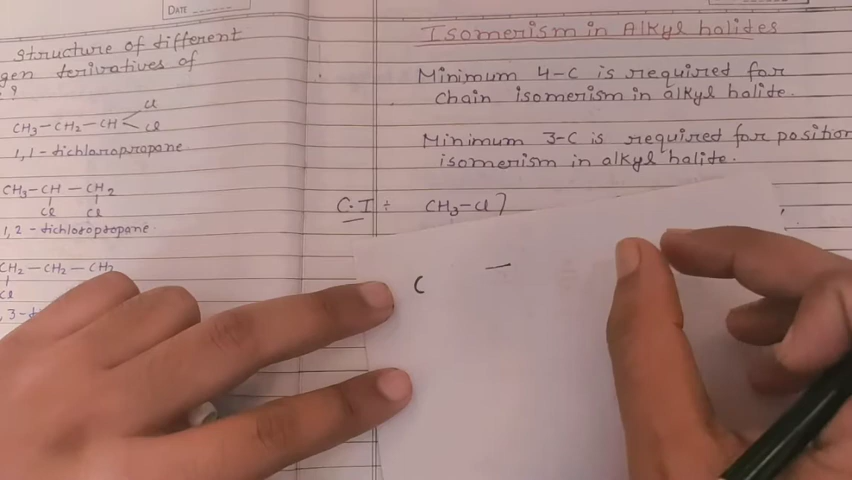 DATE
structure of different
gen derivatives of
?
Cl
CH3-CH2-CH
Cl
1,1-dichloropropane
CH3-CH-CH2
Cl Cl
1,2-dichloropropane
CH2-CH2-CH2
Cl
Isomerism in Alkyl halides
Minimum 4-C is required for
chain isomerism in alkyl halide.
Minimum 3-C is required for position
isomerism in alkyl halide.
C.I ÷ CH3-Cl
C —